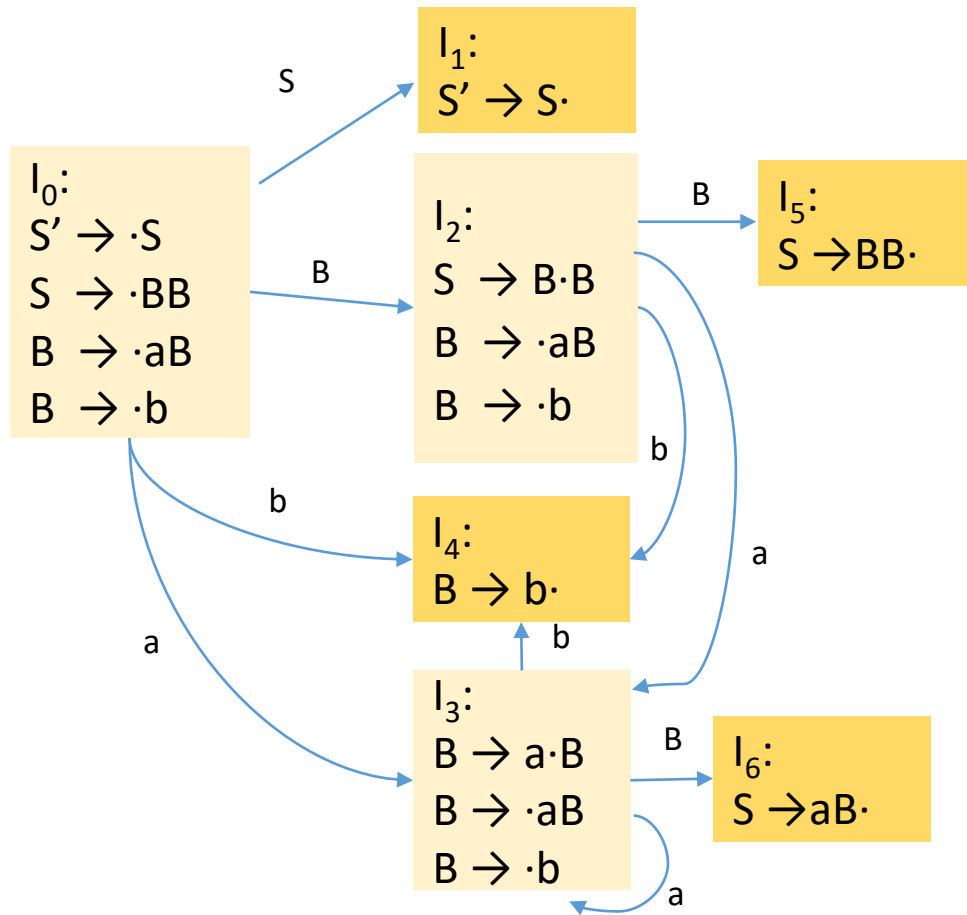 I₀:
S’ → ·S
S → ·BB
B → ·aB
B → ·b
S
I₁:
S’ → S·
B
I₂:
S → B·B
B → ·aB
B → ·b
B
I₅:
S →BB·
b
a
b
I₄:
B → b·
a
b
I₃:
B → a·B
B → ·aB
B → ·b
B
I₆:
S →aB·
a